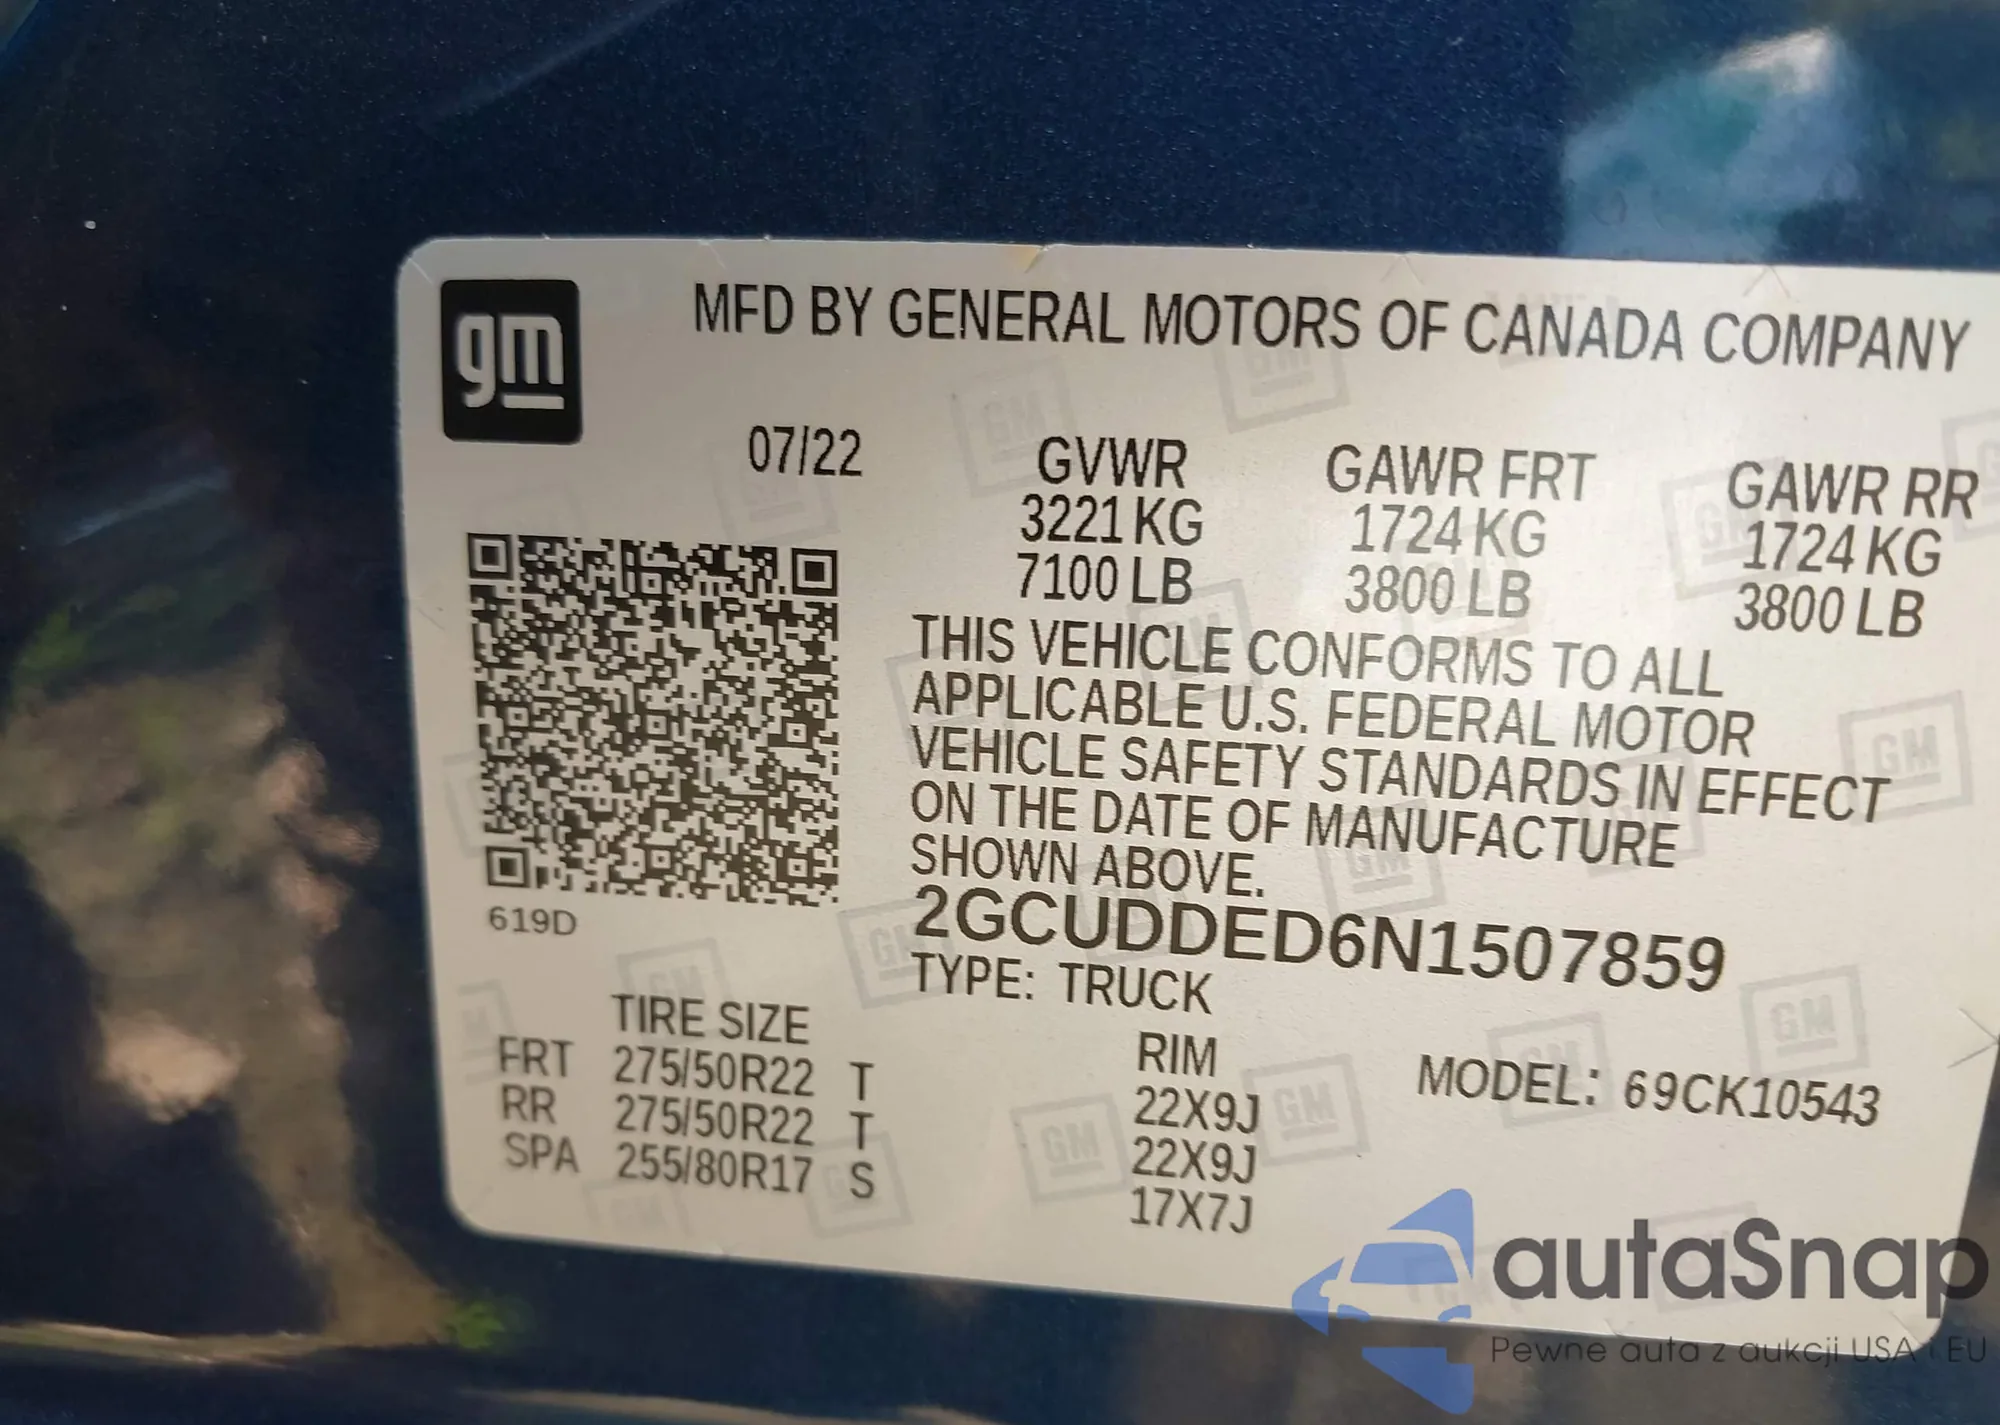 gm
MFD BY GENERAL MOTORS OF CANADA COMPANY
07/22
GVWR GAWR FRT GAWR RR
3221 KG 1724 KG 1724 KG
7100 LB 3800 LB 3800 LB
THIS VEHICLE CONFORMS TO ALL
APPLICABLE U.S. FEDERAL MOTOR
VEHICLE SAFETY STANDARDS IN EFFECT
ON THE DATE OF MANUFACTURE
SHOWN ABOVE.
619D
2GCUDDED6N1507859
TYPE: TRUCK
TIRE SIZE RIM
FRT 275/50R22 T 22X9J
RR 275/50R22 T 22X9J
SPA 255/80R17 S 17X7J
MODEL: 69CK10543
autaSnap
Pewne auta z aukcji USA i EU